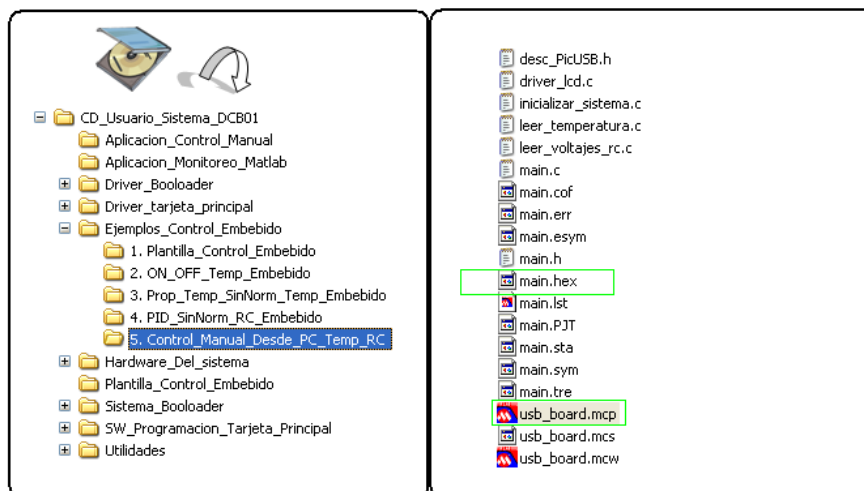 CD_Usuario_Sistema_DCB01
Aplicacion_Control_Manual
Aplicacion_Monitoreo_Matlab
Driver_Booloader
Driver_tarjeta_principal
Ejemplos_Control_Embebido
1. Plantilla_Control_Embebido
2. ON_OFF_Temp_Embebido
3. Prop_Temp_SinNorm_Temp_Embebido
4. PID_SinNorm_RC_Embebido
5. Control_Manual_Desde_PC_Temp_RC
Hardware_Del_sistema
Plantilla_Control_Embebido
Sistema_Booloader
SW_Programacion_Tarjeta_Principal
Utilidades
desc_PicUSB.h
driver_lcd.c
inicializar_sistema.c
leer_temperatura.c
leer_voltajes_rc.c
main.c
main.cof
main.err
main.esym
main.h
main.hex
main.lst
main.PJT
main.sta
main.sym
main.tre
usb_board.mcp
usb_board.mcs
usb_board.mcw